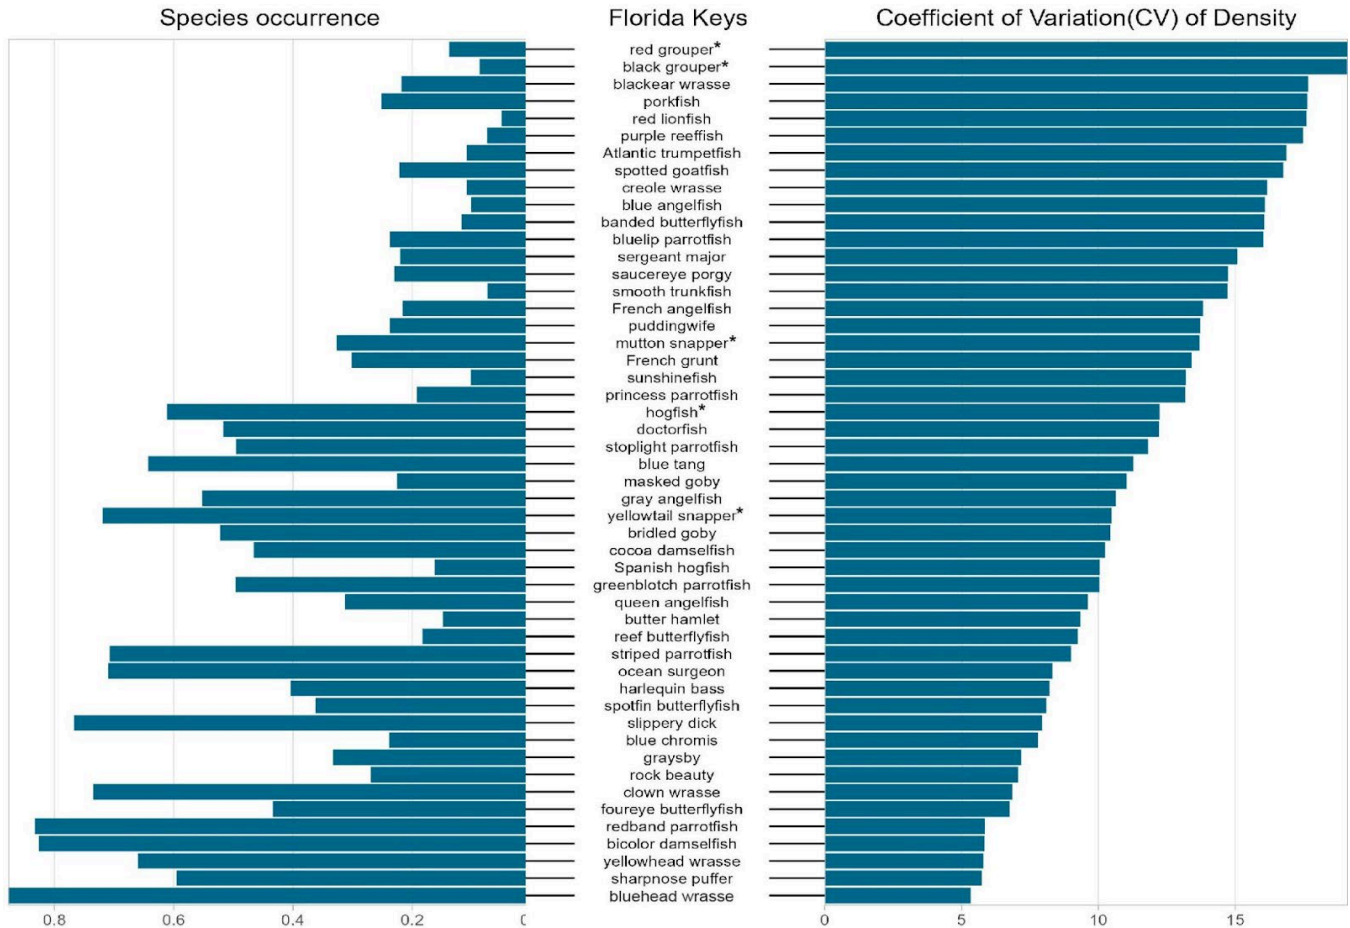 Species occurrence
Florida Keys
Coefficient of Variation(CV) of Density
red grouper*
black grouper*
blackear wrasse
porkfish
red lionfish
purple reeffish
Atlantic trumpetfish
spotted goatfish
creole wrasse
blue angelfish
banded butterflyfish
bluelip parrotfish
sergeant major
saucereye porgy
smooth trunkfish
French angelfish
puddingwife
mutton snapper*
French grunt
sunshinefish
princess parrotfish
hogfish*
doctorfish
stoplight parrotfish
blue tang
masked goby
gray angelfish
yellowtail snapper*
bridled goby
cocoa damselfish
Spanish hogfish
greenblotch parrotfish
queen angelfish
butter hamlet
reef butterflyfish
striped parrotfish
ocean surgeon
harlequin bass
spotfin butterflyfish
slippery dick
blue chromis
graysby
rock beauty
clown wrasse
foureye butterflyfish
redband parrotfish
bicolor damselfish
yellowhead wrasse
sharpnose puffer
bluehead wrasse
0.8 0.6 0.4 0.2 0
0 5 10 15